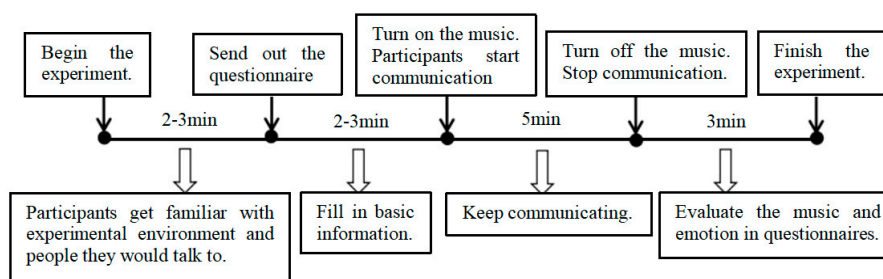 Begin the
experiment.
Send out the
questionnaire
Turn on the music.
Participants start
communication
Turn off the music.
Stop communication.
Finish the
experiment.
2-3min
2-3min
5min
3min
Participants get familiar with
experimental environment and
people they would talk to.
Fill in basic
information.
Keep communicating.
Evaluate the music and
emotion in questionnaires.